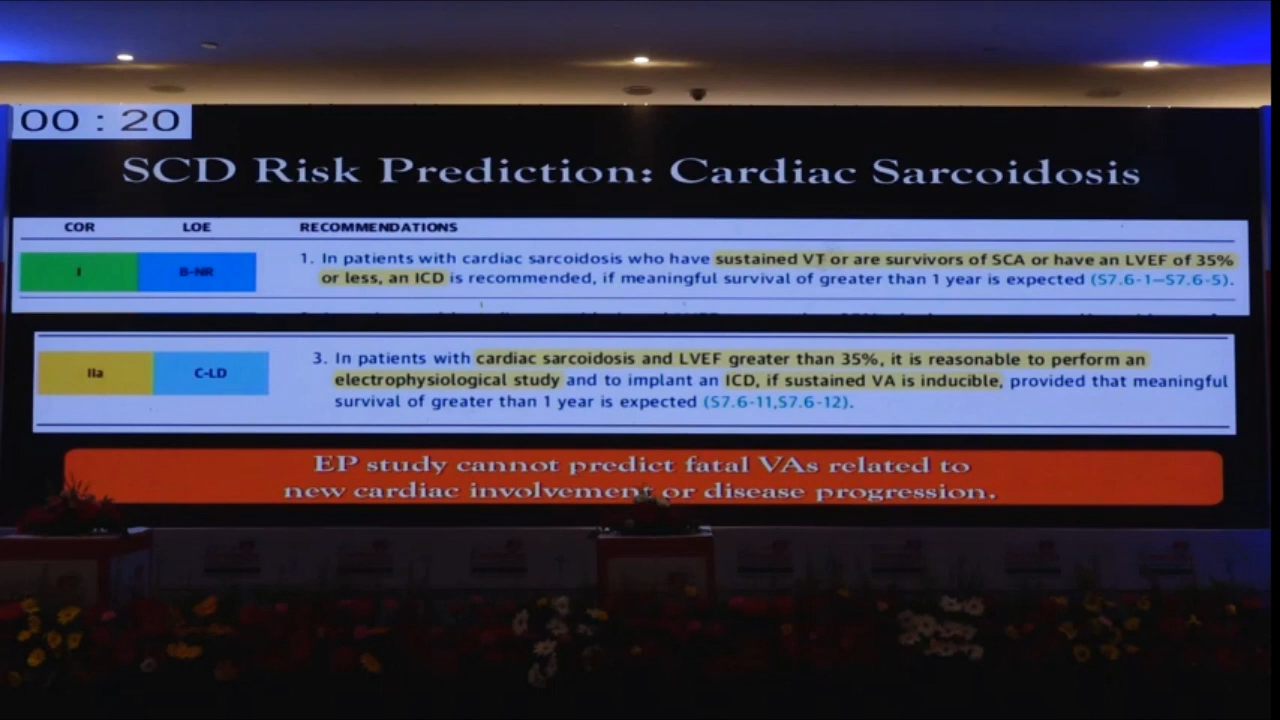 00 : 20
SCD Risk Prediction: Cardiac Sarcoidosis
COR LOE RECOMMENDATIONS
I B-NR
1. In patients with cardiac sarcoidosis who have sustained VT or are survivors of SCA or have an LVEF of 35%
or less, an ICD is recommended, if meaningful survival of greater than 1 year is expected (S7.6-1–S7.6-5).
IIa C-LD
3. In patients with cardiac sarcoidosis and LVEF greater than 35%, it is reasonable to perform an
electrophysiological study and to implant an ICD, if sustained VA is inducible, provided that meaningful
survival of greater than 1 year is expected (S7.6-11,S7.6-12).
EP study cannot predict fatal VAs related to
new cardiac involvement or disease progression.